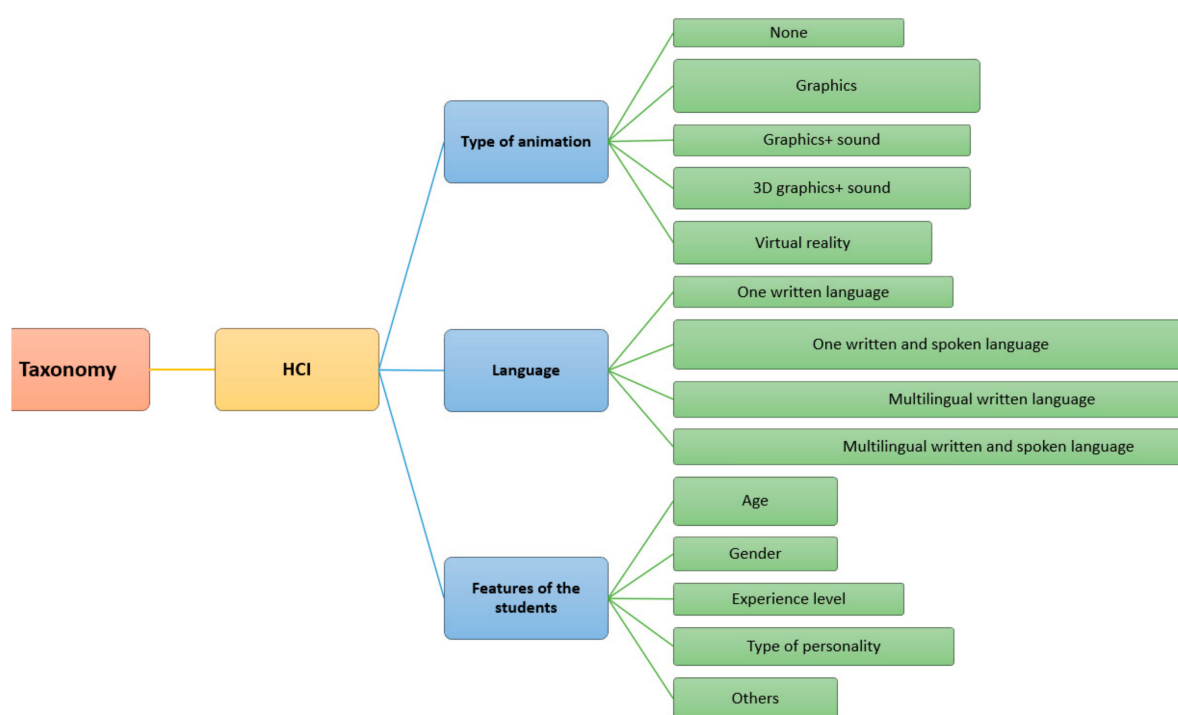 Taxonomy
HCI
Type of animation
None
Graphics
Graphics+ sound
3D graphics+ sound
Virtual reality
Language
One written language
One written and spoken language
Multilingual written language
Multilingual written and spoken language
Features of the
students
Age
Gender
Experience level
Type of personality
Others